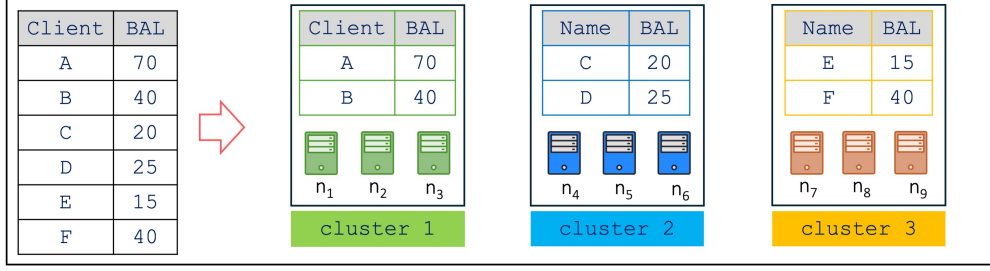 Client BAL
A 70
B 40
C 20
D 25
E 15
F 40
Client BAL
A 70
B 40
n1 n2 n3
cluster 1
Name BAL
C 20
D 25
n4 n5 n6
cluster 2
Name BAL
E 15
F 40
n7 n8 n9
cluster 3